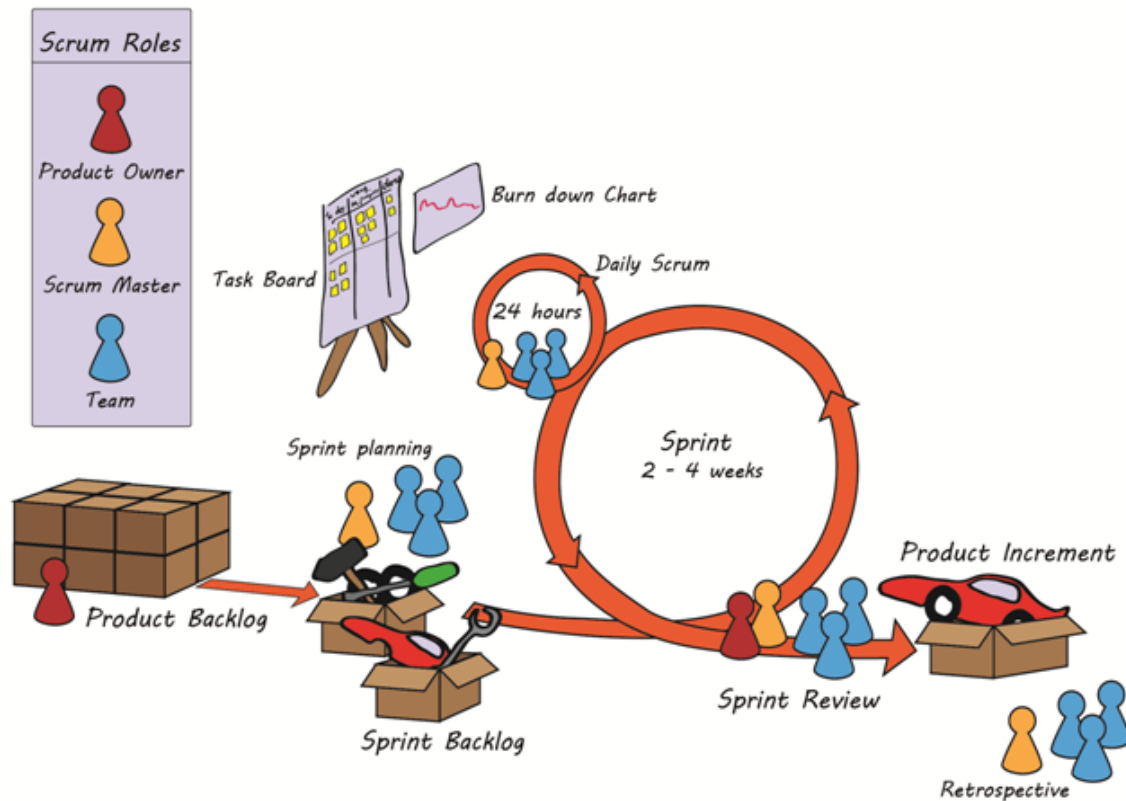 Scrum Roles
Product Owner
Scrum Master
Team
Burn down Chart
Task Board
Daily Scrum
24 hours
Sprint
2 - 4 weeks
Sprint planning
Product Backlog
Sprint Backlog
Product Increment
Sprint Review
Retrospective